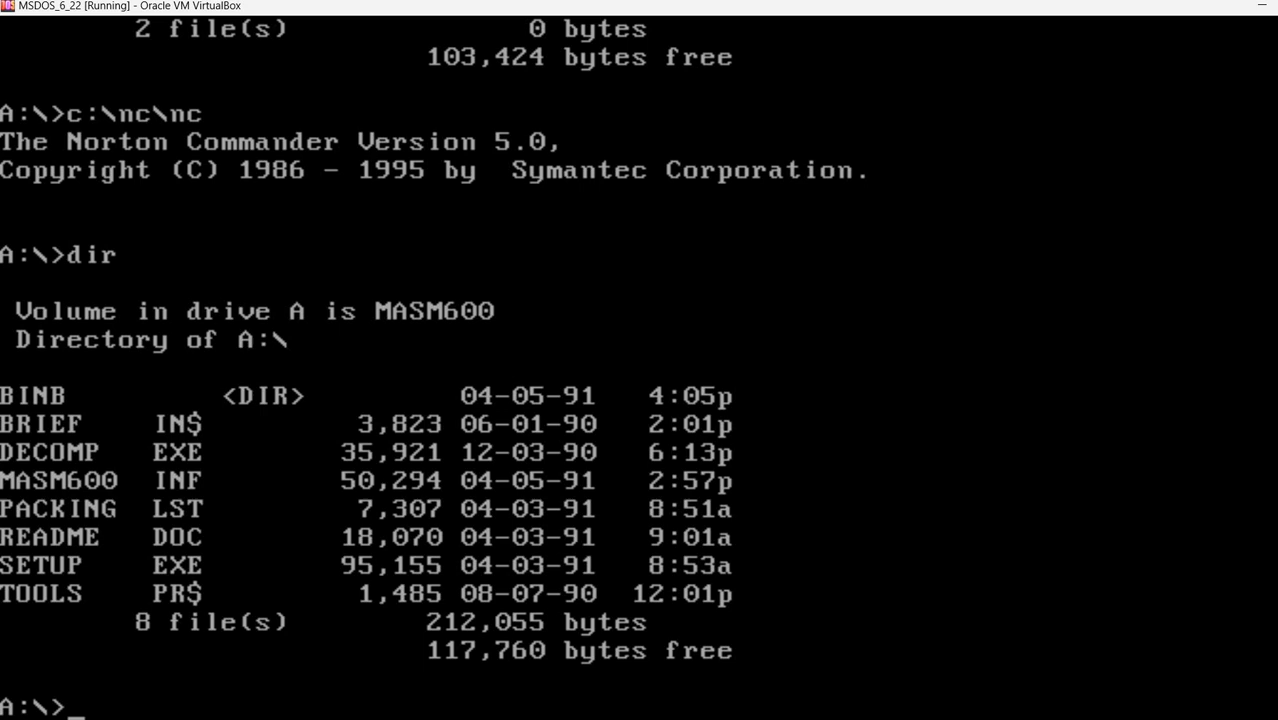 MSDOS_6_22 [Running] - Oracle VM VirtualBox
2 file(s) 0 bytes
103,424 bytes free
A:\>c:\nc\nc
The Norton Commander Version 5.0,
Copyright (C) 1986 - 1995 by  Symantec Corporation.
A:\>dir
Volume in drive A is MASM600
Directory of A:\
BINB <DIR> 04-05-91 4:05p
BRIEF IN$ 3,823 06-01-90 2:01p
DECOMP EXE 35,921 12-03-90 6:13p
MASM600 INF 50,294 04-05-91 2:57p
PACKING LST 7,307 04-03-91 8:51a
README DOC 18,070 04-03-91 9:01a
SETUP EXE 95,155 04-03-91 8:53a
TOOLS PR$ 1,485 08-07-90 12:01p
8 file(s) 212,055 bytes
117,760 bytes free
A:\>_